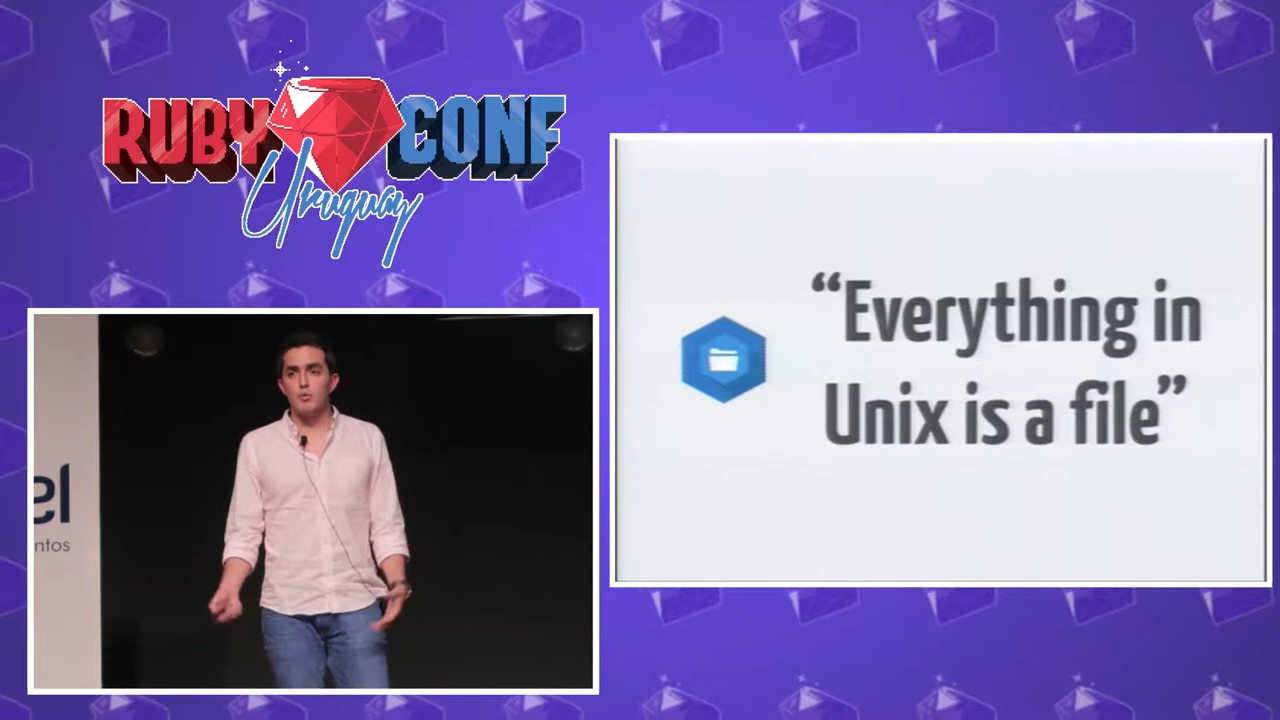 RUBY CONF
Uruguay
“Everything in
Unix is a file”
el
ntos